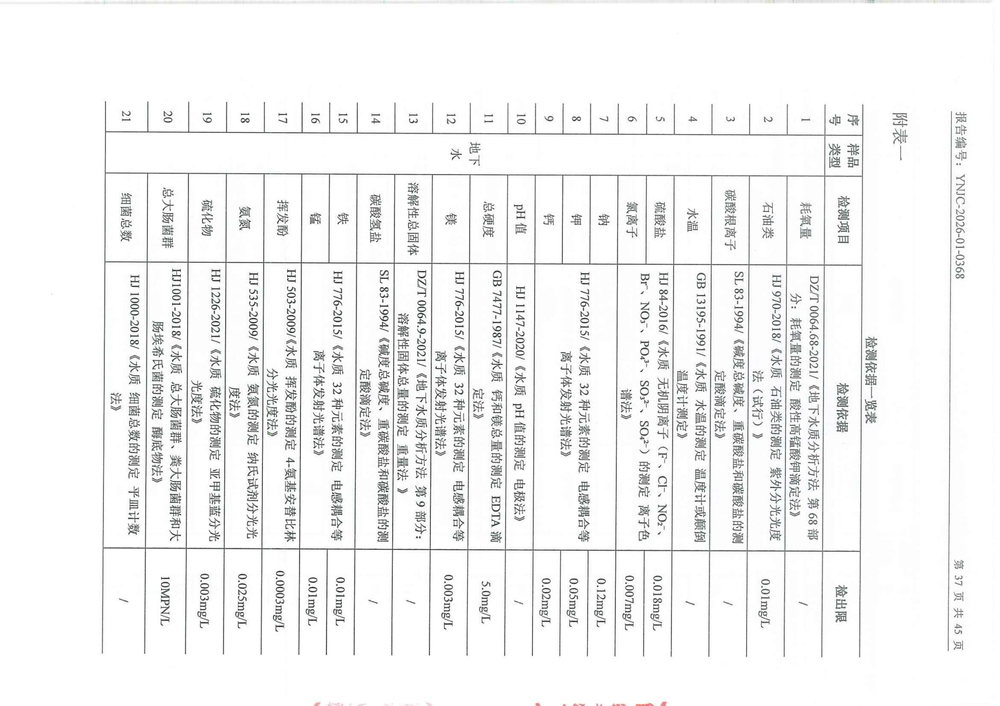 报告编号：YNJC-2026-01-0368
第 37 页 共 45 页
附表一
检测依据一览表
序号 样品类型 检测项目 检测依据 检出限
地下水
1 耗氧量 DZ/T 0064.68-2021/《地下水质分析方法 第 68 部
分：耗氧量的测定 酸性高锰酸钾滴定法》 /
2 石油类 HJ 970-2018/《水质 石油类的测定 紫外分光光度
法（试行）》 0.01mg/L
3 碳酸根离子 SL 83-1994/《碱度总碱度、重碳酸盐和碳酸盐的测
定酸滴定法》 /
4 水温 GB 13195-1991/《水质 水温的测定 温度计或颠倒
温度计测定》 /
5 硫酸盐 HJ 84-2016/《水质 无机阴离子（F⁻、Cl⁻、NO₂⁻、 0.018mg/L
Br⁻、NO₃⁻、PO₄³⁻、SO₃²⁻、SO₄²⁻）的测定 离子色
6 氯离子 谱法》 0.007mg/L
7 钠 0.12mg/L
8 钾 HJ 776-2015/《水质 32 种元素的测定 电感耦合等
离子体发射光谱法》 0.05mg/L
9 钙 0.02mg/L
10 pH 值 HJ 1147-2020/《水质 pH 值的测定 电极法》 /
11 总硬度 GB 7477-1987/《水质 钙和镁总量的测定 EDTA 滴
定法》 5.0mg/L
12 镁 HJ 776-2015/《水质 32 种元素的测定 电感耦合等
离子体发射光谱法》 0.003mg/L
13 溶解性总固体 DZ/T 0064.9-2021/《地下水质分析方法 第 9 部分：
溶解性固体总量的测定 重量法 》 /
14 碳酸氢盐 SL 83-1994/《碱度总碱度、重碳酸盐和碳酸盐的测
定酸滴定法》 /
15 铁 HJ 776-2015/《水质 32 种元素的测定 电感耦合等 0.01mg/L
16 锰 离子体发射光谱法》 0.01mg/L
17 挥发酚 HJ 503-2009/《水质 挥发酚的测定 4-氨基安替比林
分光光度法》 0.0003mg/L
18 氨氮 HJ 535-2009/《水质 氨氮的测定 纳氏试剂分光光
度法》 0.025mg/L
19 硫化物 HJ 1226-2021/《水质 硫化物的测定 亚甲基蓝分光
光度法》 0.003mg/L
20 总大肠菌群 HJ1001-2018/《水质 总大肠菌群、粪大肠菌群和大
肠埃希氏菌的测定 酶底物法》 10MPN/L
21 细菌总数 HJ 1000-2018/《水质 细菌总数的测定 平皿计数
法》 /